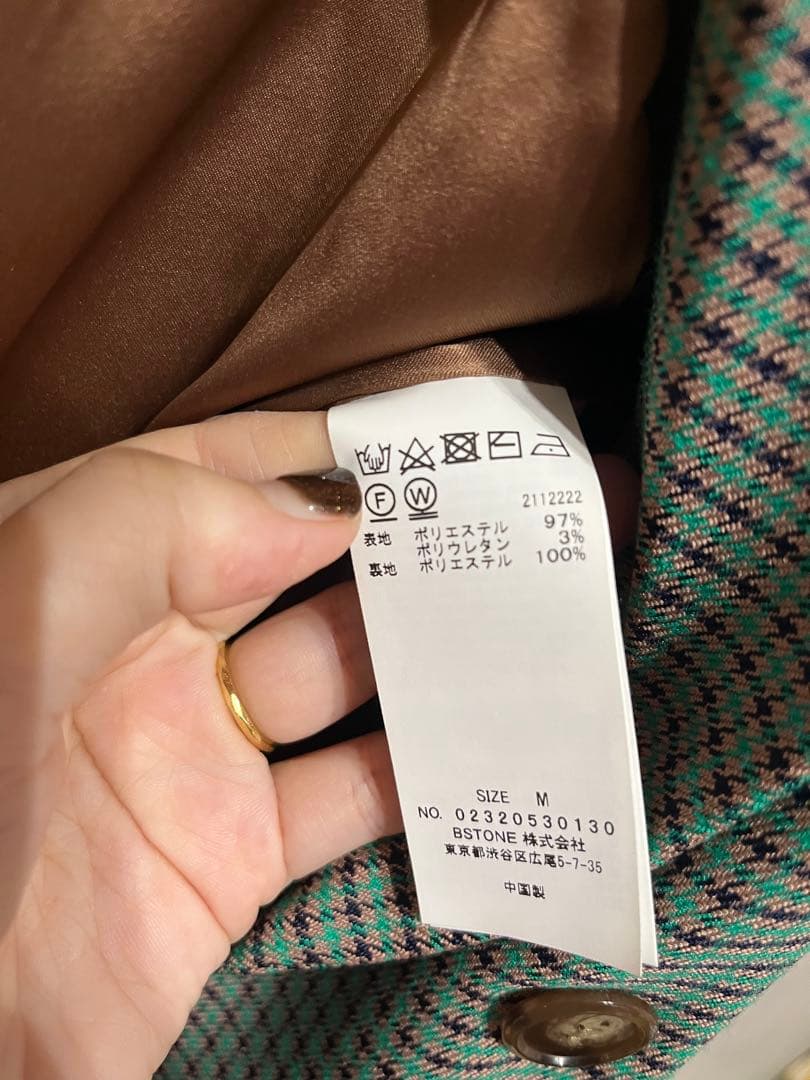 F W
2112222
表地 ポリエステル 97%
ポリウレタン 3%
裏地 ポリエステル 100%
SIZE M
NO. 02320530130
BSTONE 株式会社
東京都渋谷区広尾5-7-35
中国製